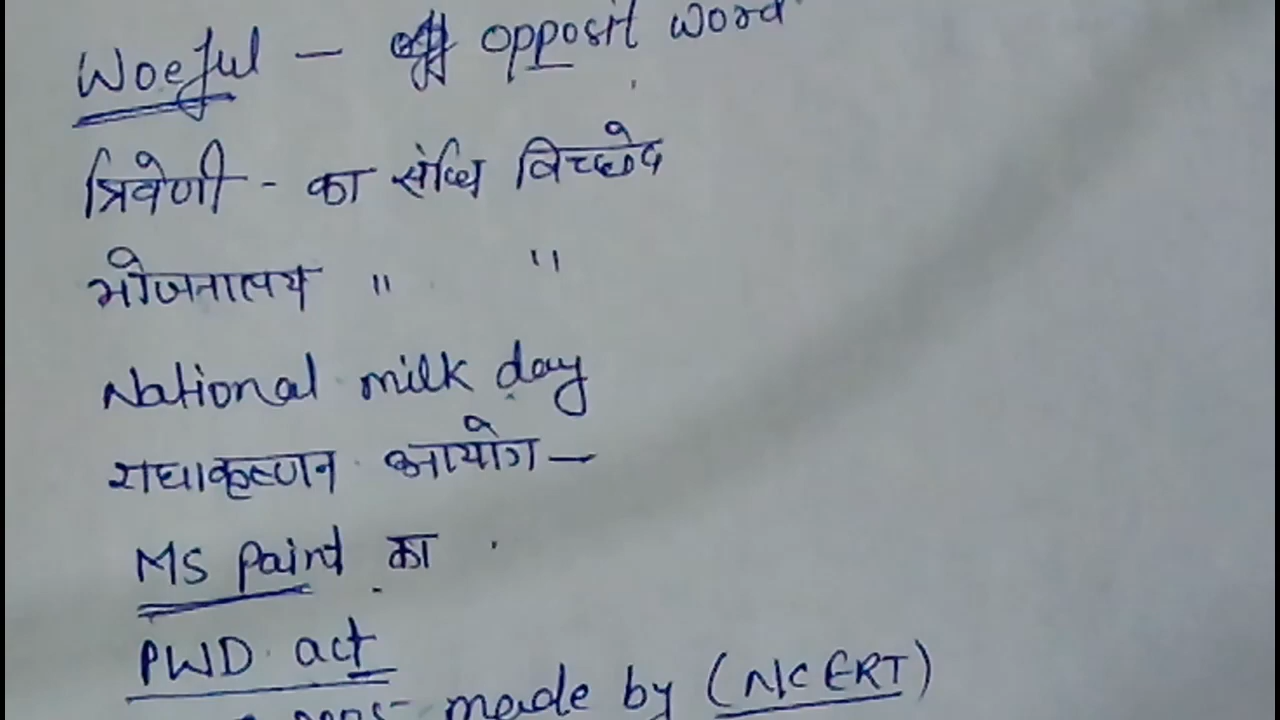 Woeful - opposit word
त्रिवेणी - का संधि विच्छेद
भोजनालय " "
National milk day
राधाकृष्णन आयोग -
MS paint का
PWD act
made by (NCERT)